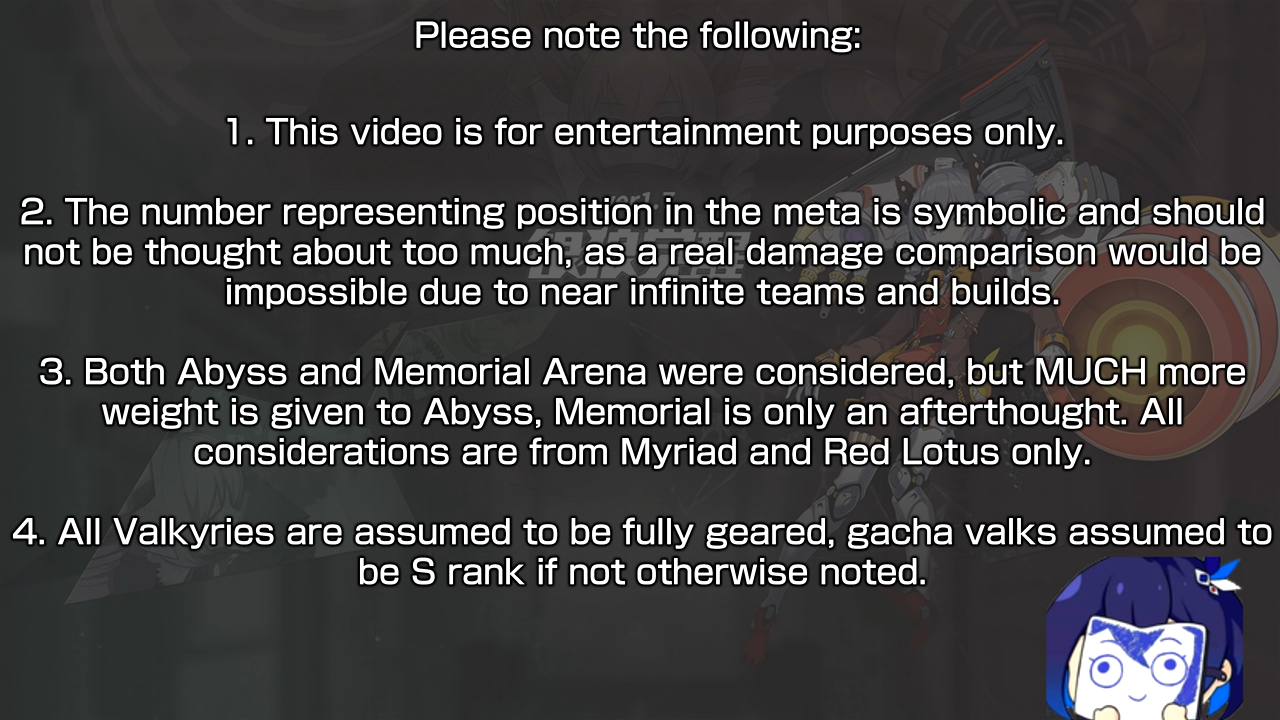 Please note the following:
1. This video is for entertainment purposes only.
2. The number representing position in the meta is symbolic and should
not be thought about too much, as a real damage comparison would be
impossible due to near infinite teams and builds.
3. Both Abyss and Memorial Arena were considered, but MUCH more
weight is given to Abyss, Memorial is only an afterthought. All
considerations are from Myriad and Red Lotus only.
4. All Valkyries are assumed to be fully geared, gacha valks assumed to
be S rank if not otherwise noted.